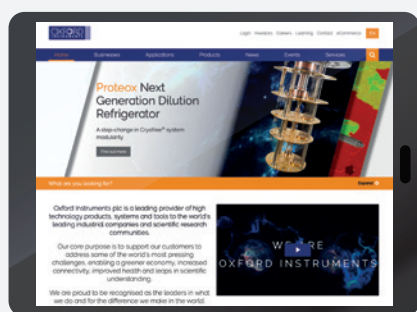 OXFORD
INSTRUMENTS
Login Investors Careers Learning Contact eCommerce EN
Home Businesses Applications Products News Events Services
Proteox Next
Generation Dilution
Refrigerator
A step-change in Cryofree® system
modularity
Find out more
What are you looking for? Expand
Oxford Instruments plc is a leading provider of high
technology products, systems and tools to the world's
leading industrial companies and scientific research
communities.
Our core purpose is to support our customers to
address some of the world's most pressing
challenges, enabling a greener economy, increased
connectivity, improved health and leaps in scientific
understanding.
We are proud to be recognised as the leaders in what
we do and for the difference we make in the world.
WE ARE
OXFORD INSTRUMENTS